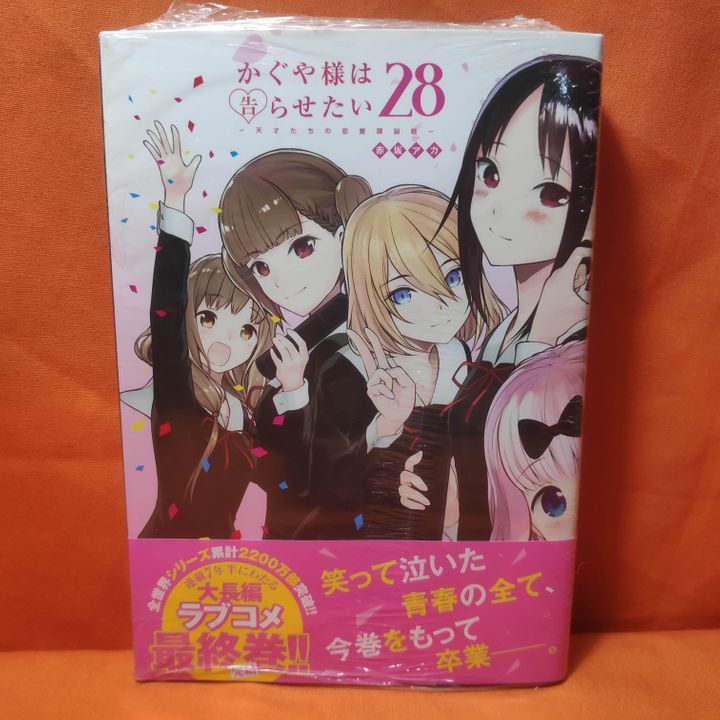 かぐや様は
告らせたい 28
－天才たちの恋愛頭脳戦－
赤坂アカ
全世界シリーズ累計2200万部突破!!
連載7年半にわたる
大長編
ラブコメ
最終巻!!
完結!
笑って泣いた
青春の全て、
今巻をもって
卒業――。